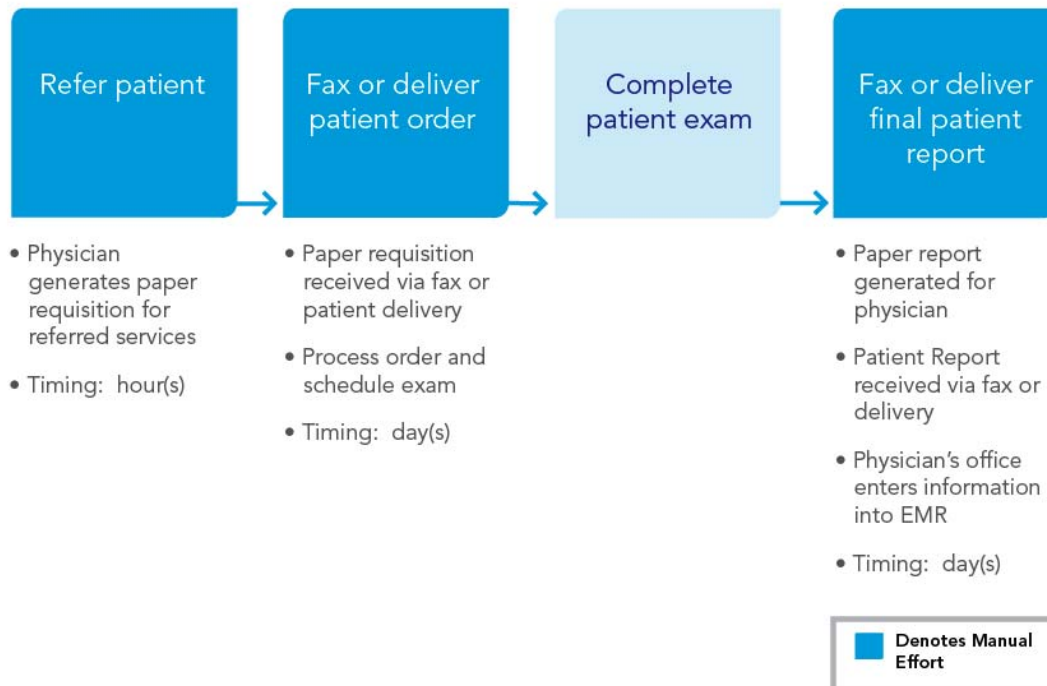 Refer patient
Fax or deliver
patient order
Complete
patient exam
Fax or deliver
final patient
report
• Physician
generates paper
requisition for
referred services
• Timing: hour(s)
• Paper requisition
received via fax or
patient delivery
• Process order and
schedule exam
• Timing: day(s)
• Paper report
generated for
physician
• Patient Report
received via fax or
delivery
• Physician's office
enters information
into EMR
• Timing: day(s)
Denotes Manual
Effort